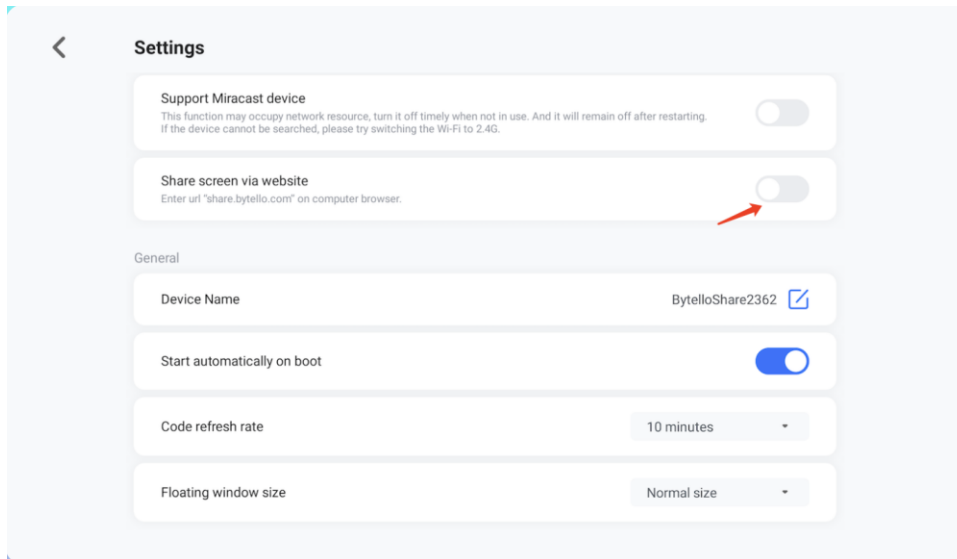 Settings
Support Miracast device
This function may occupy network resource, turn it off timely when not in use. And it will remain off after restarting.
If the device cannot be searched, please try switching the Wi-Fi to 2.4G.
Share screen via website
Enter url "share.bytello.com" on computer browser.
General
Device Name
BytelloShare2362
Start automatically on boot
Code refresh rate
10 minutes
Floating window size
Normal size